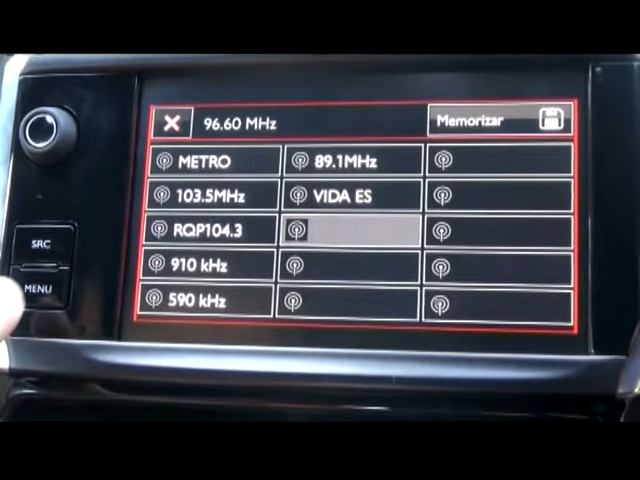 96.60 MHz
Memorizar
METRO
89.1MHz
103.5MHz
VIDA ES
RQP104.3
910 kHz
590 kHz
SRC
MENU